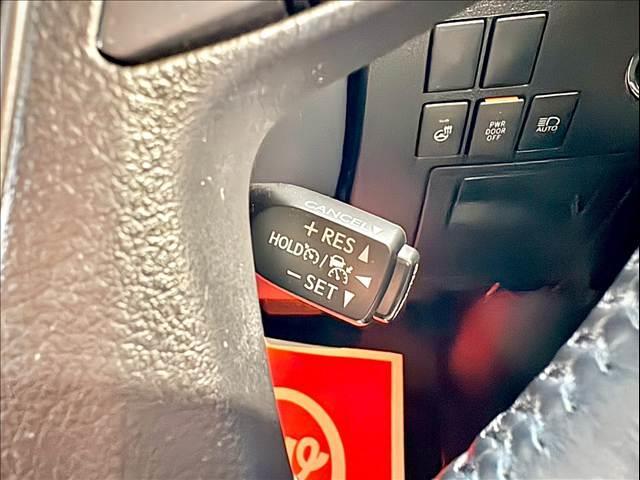 PWR
DOOR
OFF
AUTO
CANCEL
+ RES
HOLD /
− SET